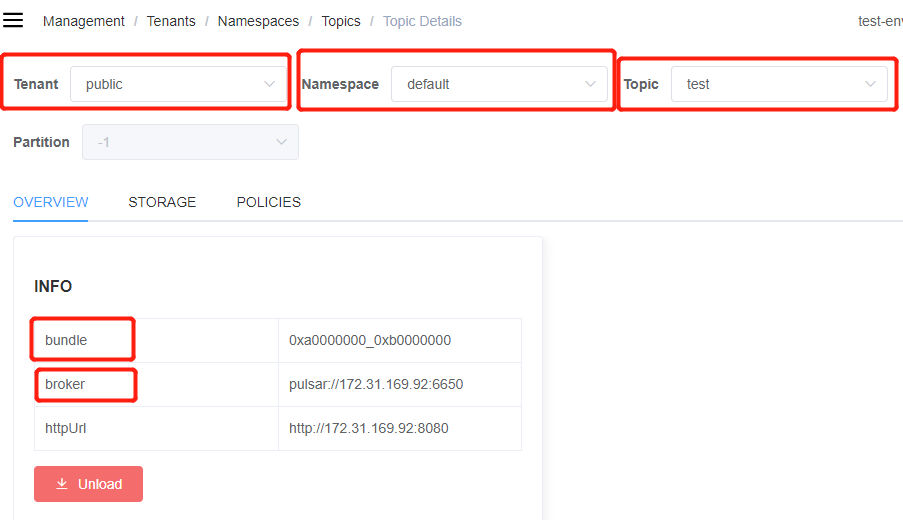 Management / Tenants / Namespaces / Topics / Topic Details test-env
Tenant public Namespace default Topic test
Partition -1
OVERVIEW STORAGE POLICIES
INFO
bundle 0xa0000000_0xb0000000
broker pulsar://172.31.169.92:6650
httpUrl http://172.31.169.92:8080
Unload